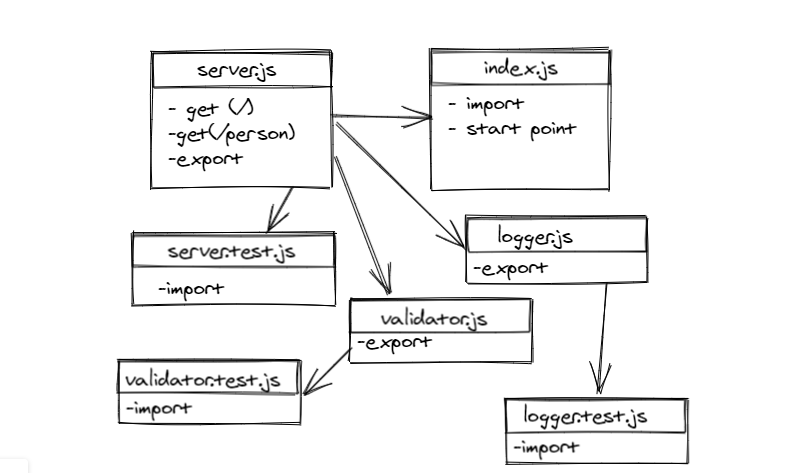 server.js
- get (/)
-get(/person)
-export
index.js
- import
- start point
server.test.js
-import
logger.js
-export
validator.js
-export
validator.test.js
-import
logger.test.js
-import